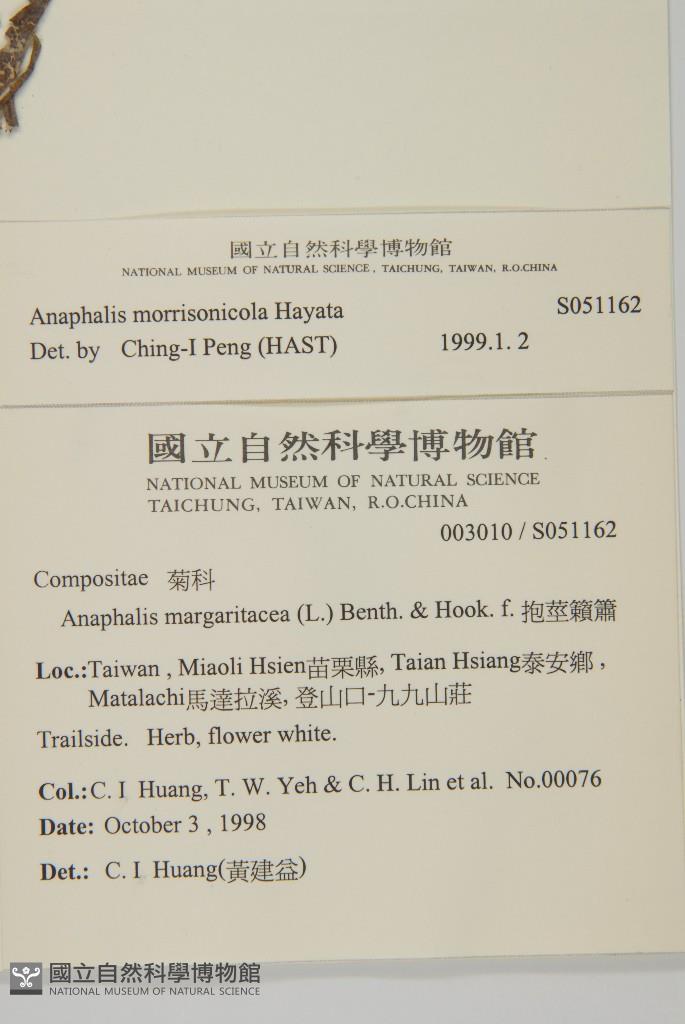 國立自然科學博物館
NATIONAL MUSEUM OF NATURAL SCIENCE, TAICHUNG, TAIWAN, R.O.CHINA
Anaphalis morrisonicola Hayata S051162
Det. by Ching-I Peng (HAST) 1999.1. 2
國立自然科學博物館
NATIONAL MUSEUM OF NATURAL SCIENCE
TAICHUNG, TAIWAN, R.O.CHINA
003010 / S051162
Compositae 菊科
Anaphalis margaritacea (L.) Benth. & Hook. f. 抱莖籟簫
Loc.:Taiwan , Miaoli Hsien苗栗縣, Taian Hsiang泰安鄉 ,
Matalachi馬達拉溪, 登山口-九九山莊
Trailside. Herb, flower white.
Col.:C. I Huang, T. W. Yeh & C. H. Lin et al. No.00076
Date: October 3 , 1998
Det.: C. I Huang(黃建益)
國立自然科學博物館
NATIONAL MUSEUM OF NATURAL SCIENCE